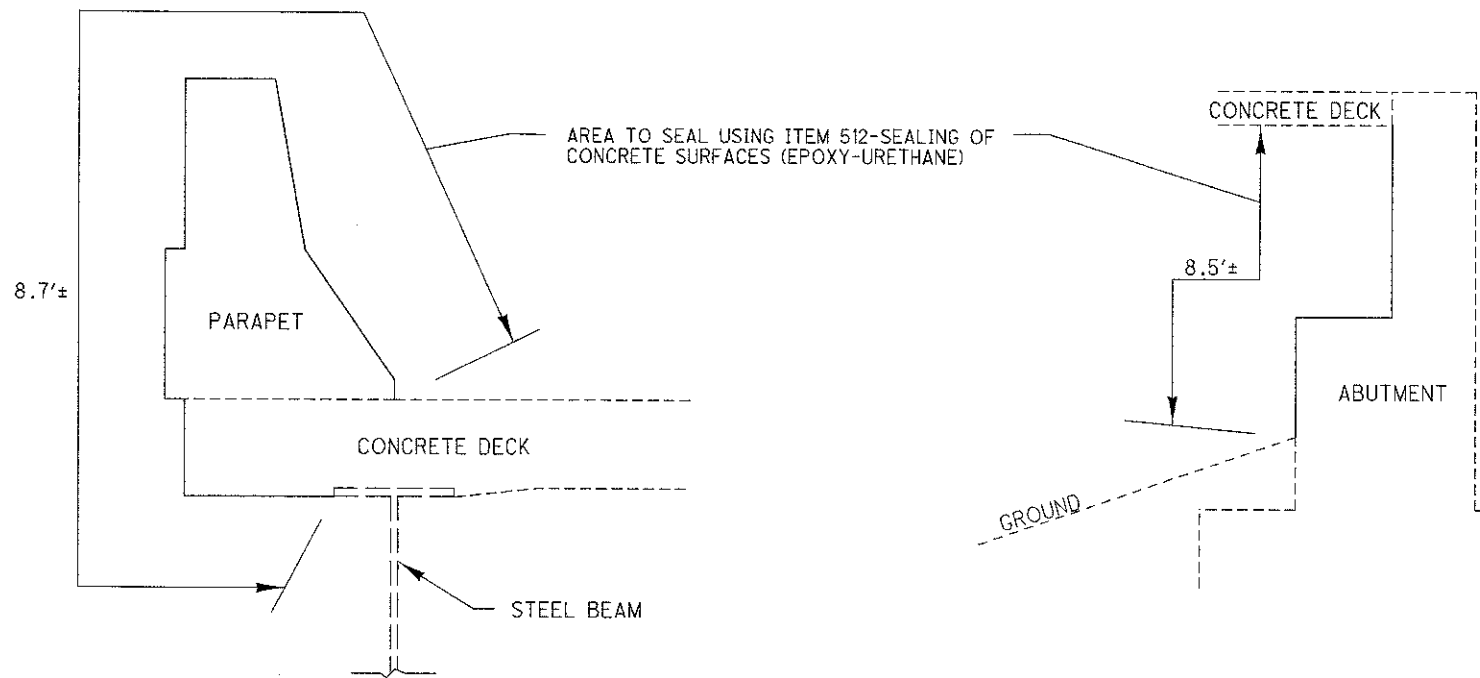 AREA TO SEAL USING ITEM 512-SEALING OF
CONCRETE SURFACES (EPOXY-URETHANE)
CONCRETE DECK
8.7'±
8.5'±
PARAPET
ABUTMENT
CONCRETE DECK
GROUND
STEEL BEAM